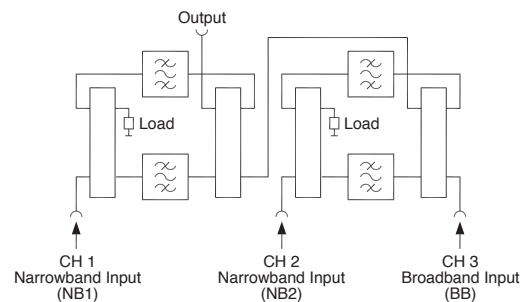 Output
Load
Load
CH 1
Narrowband Input
(NB1)
CH 2
Narrowband Input
(NB2)
CH 3
Broadband Input
(BB)